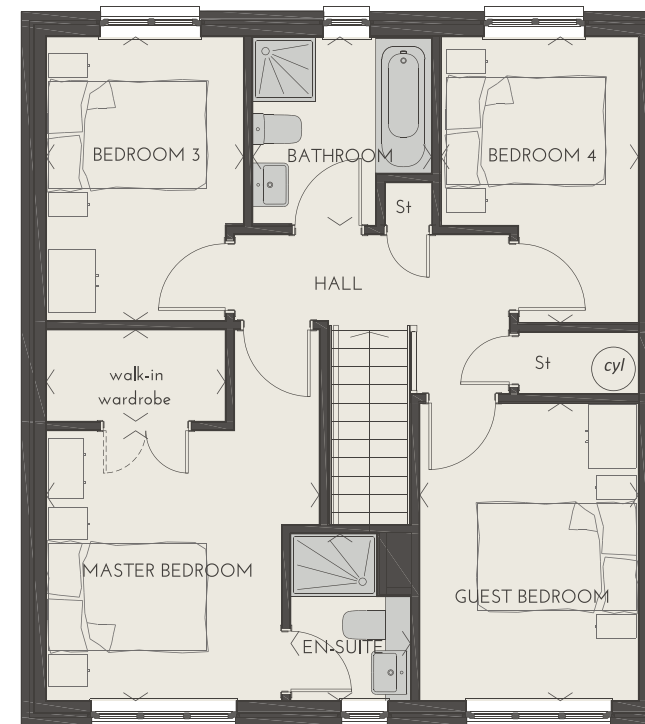 BEDROOM 3
BATHROOM
BEDROOM 4
St
HALL
St
cyl
walk-in
wardrobe
MASTER BEDROOM
GUEST BEDROOM
EN-SUITE